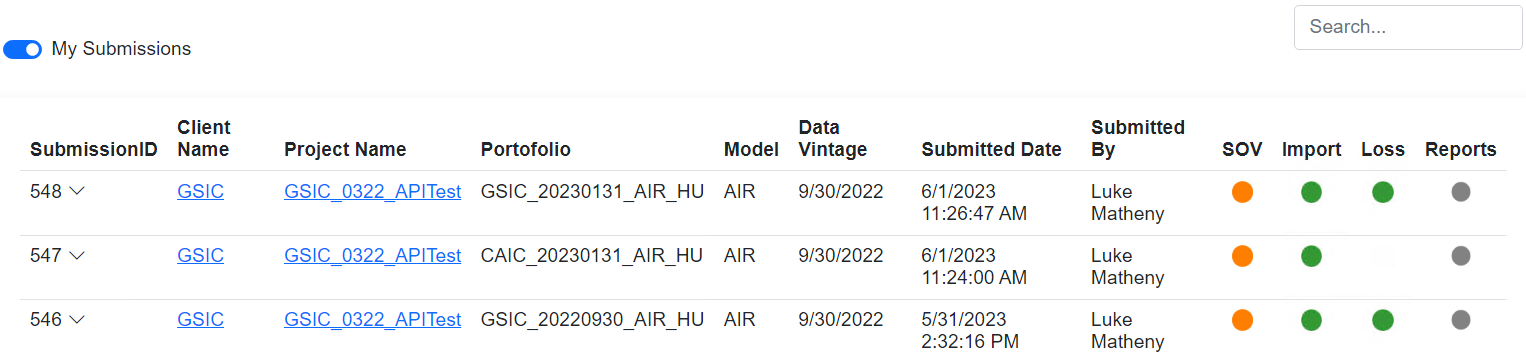 My Submissions
Search...
SubmissionID Client Name Project Name Portofolio Model Data Vintage Submitted Date Submitted By SOV Import Loss Reports
548 GSIC GSIC_0322_APITest GSIC_20230131_AIR_HU AIR 9/30/2022 6/1/2023 11:26:47 AM Luke Matheny
547 GSIC GSIC_0322_APITest CAIC_20230131_AIR_HU AIR 9/30/2022 6/1/2023 11:24:00 AM Luke Matheny
546 GSIC GSIC_0322_APITest GSIC_20220930_AIR_HU AIR 9/30/2022 5/31/2023 2:32:16 PM Luke Matheny